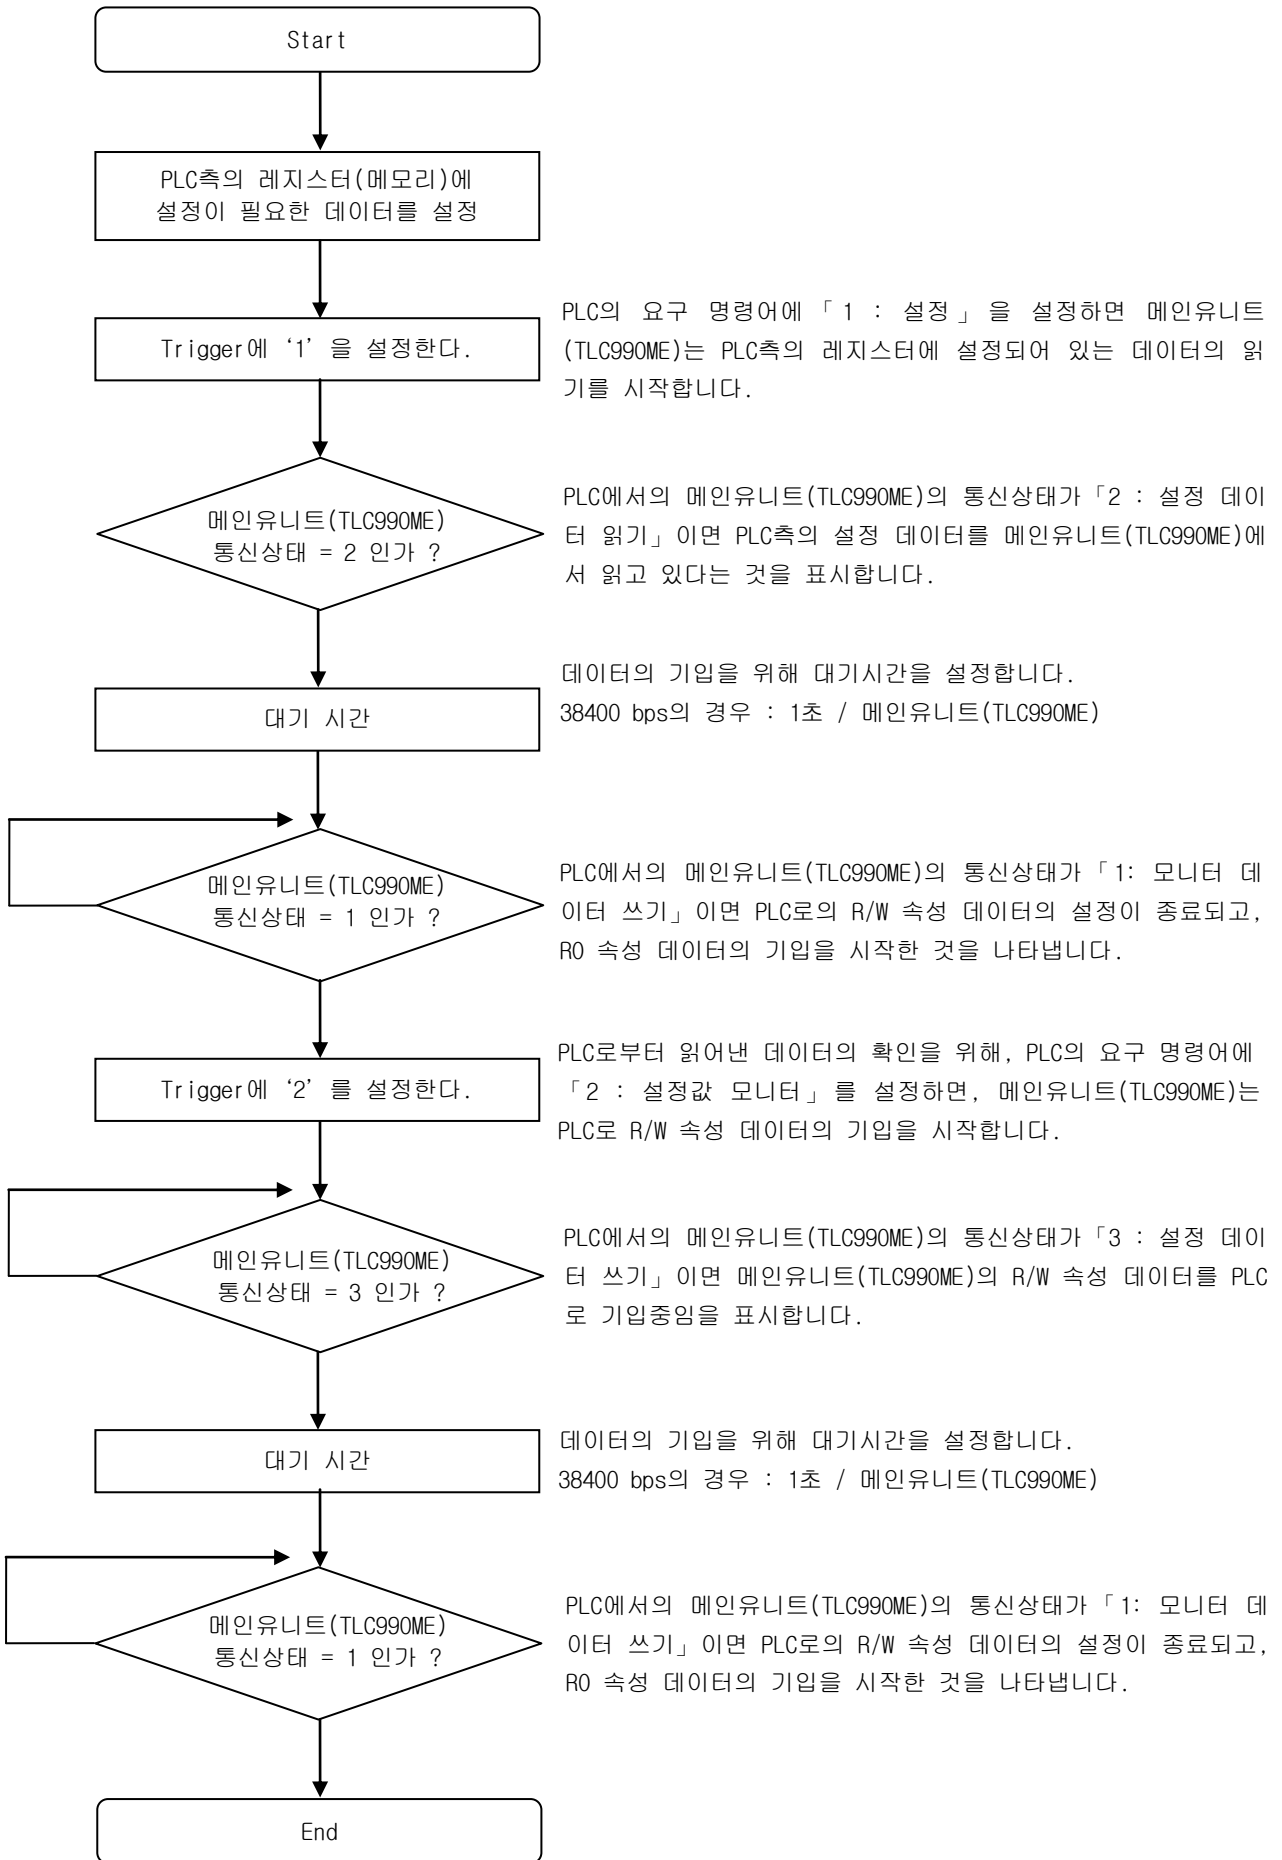 Start
PLC측의 레지스터(메모리)에
설정이 필요한 데이터를 설정
Trigger에 ‘1’을 설정한다.
PLC의 요구 명령어에「 1 : 설정 」을 설정하면 메인유니트
(TLC990ME)는 PLC측의 레지스터에 설정되어 있는 데이터의 읽
기를 시작합니다.
메인유니트(TLC990ME)
통신상태 = 2 인가 ?
PLC에서의 메인유니트(TLC990ME)의 통신상태가「2 : 설정 데이
터 읽기」이면 PLC측의 설정 데이터를 메인유니트(TLC990ME)에
서 읽고 있다는 것을 표시합니다.
대기 시간
데이터의 기입을 위해 대기시간을 설정합니다.
38400 bps의 경우 : 1초 / 메인유니트(TLC990ME)
메인유니트(TLC990ME)
통신상태 = 1 인가 ?
PLC에서의 메인유니트(TLC990ME)의 통신상태가「1: 모니터 데
이터 쓰기」이면 PLC로의 R/W 속성 데이터의 설정이 종료되고,
RO 속성 데이터의 기입을 시작한 것을 나타냅니다.
Trigger에 ‘2’를 설정한다.
PLC로부터 읽어낸 데이터의 확인을 위해, PLC의 요구 명령어에
「2 : 설정값 모니터」를 설정하면, 메인유니트(TLC990ME)는
PLC로 R/W 속성 데이터의 기입을 시작합니다.
메인유니트(TLC990ME)
통신상태 = 3 인가 ?
PLC에서의 메인유니트(TLC990ME)의 통신상태가「3 : 설정 데이
터 쓰기」이면 메인유니트(TLC990ME)의 R/W 속성 데이터를 PLC
로 기입중임을 표시합니다.
대기 시간
데이터의 기입을 위해 대기시간을 설정합니다.
38400 bps의 경우 : 1초 / 메인유니트(TLC990ME)
메인유니트(TLC990ME)
통신상태 = 1 인가 ?
PLC에서의 메인유니트(TLC990ME)의 통신상태가「1: 모니터 데
이터 쓰기」이면 PLC로의 R/W 속성 데이터의 설정이 종료되고,
RO 속성 데이터의 기입을 시작한 것을 나타냅니다.
End